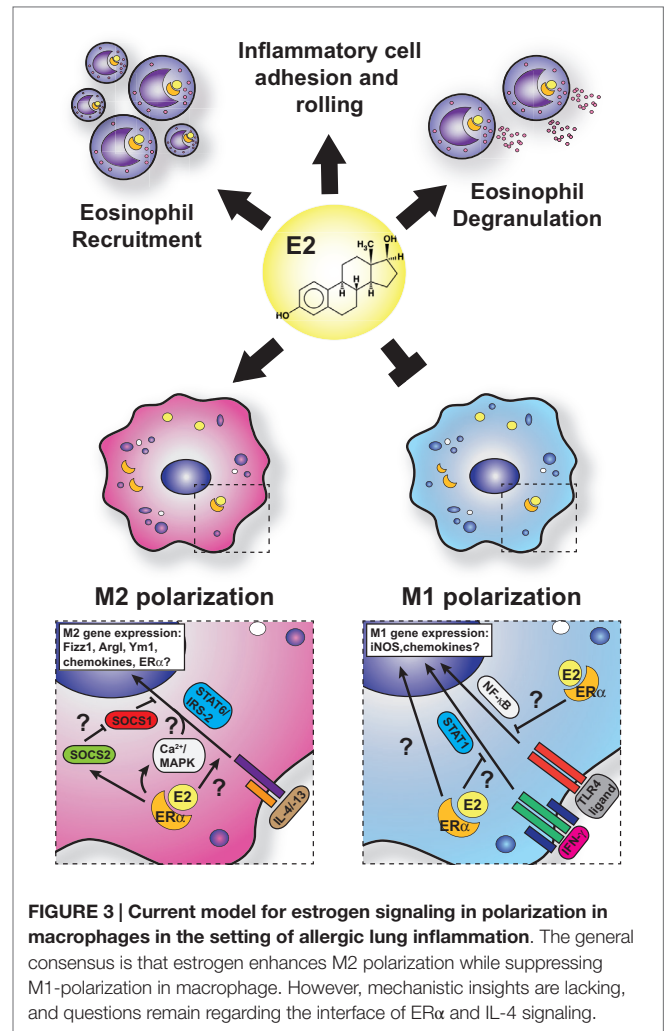 Inflammatory cell
adhesion and
rolling
Eosinophil
Recruitment
Eosinophil
Degranulation
E2
H₃C
OH
H
H
H
H
HO
M2 polarization
M1 polarization
M2 gene expression:
Fizz1, ArgI, Ym1,
chemokines, ERα?
?
SOCS1
?
STAT6/
IRS-2
SOCS2
Ca²⁺/
MAPK
E2
ERα
?
IL-4/-13
M1 gene expression:
iNOS,chemokines?
NF-κB
?
E2
ERα
?
STAT1
?
E2
ERα
TLR4
ligand
IFN-γ
FIGURE 3 | Current model for estrogen signaling in polarization in
macrophages in the setting of allergic lung inflammation. The general
consensus is that estrogen enhances M2 polarization while suppressing
M1-polarization in macrophage. However, mechanistic insights are lacking,
and questions remain regarding the interface of ERα and IL-4 signaling.